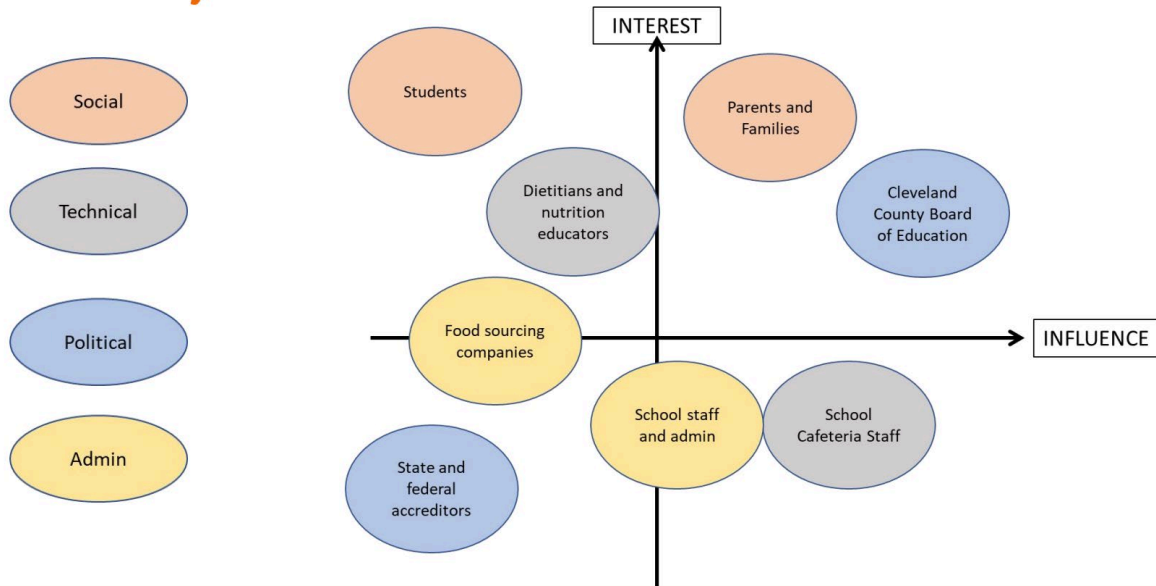 INTEREST
Social
Students
Parents and
Families
Technical
Dietitians and
nutrition
educators
Cleveland
County Board
of Education
Political
Food sourcing
companies
INFLUENCE
Admin
School staff
and admin
School
Cafeteria Staff
State and
federal
accreditors